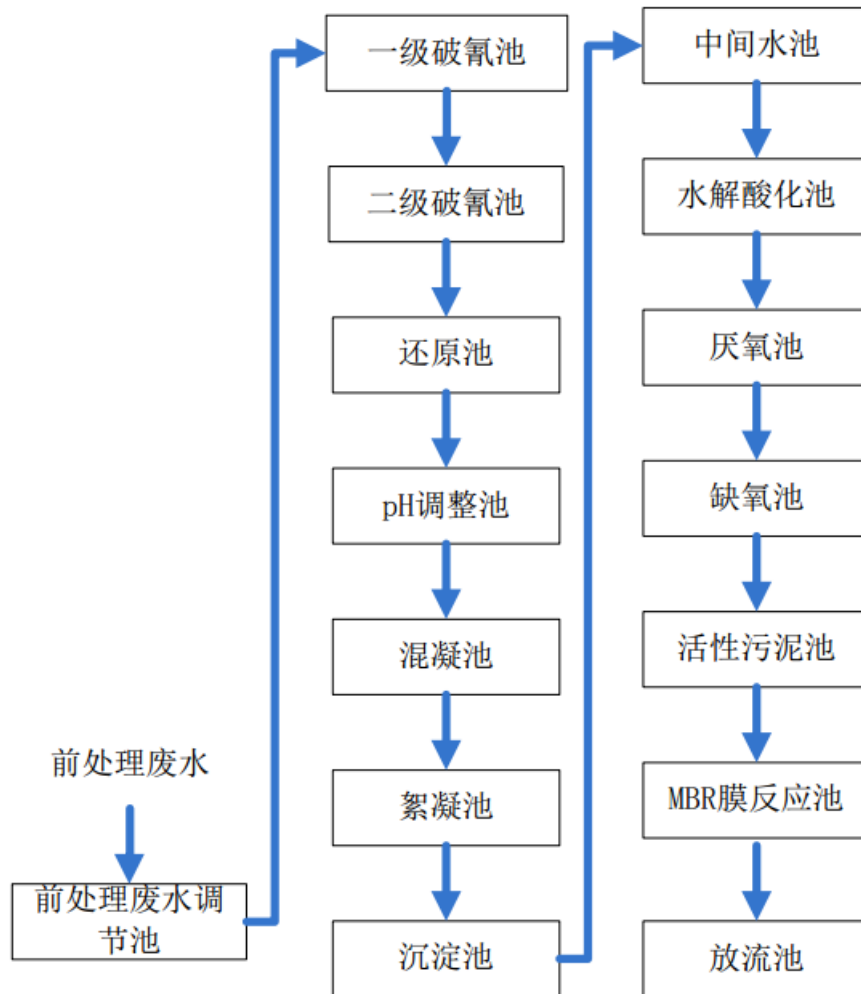 前处理废水
前处理废水调
节池
一级破氰池
二级破氰池
还原池
pH调整池
混凝池
絮凝池
沉淀池
中间水池
水解酸化池
厌氧池
缺氧池
活性污泥池
MBR膜反应池
放流池